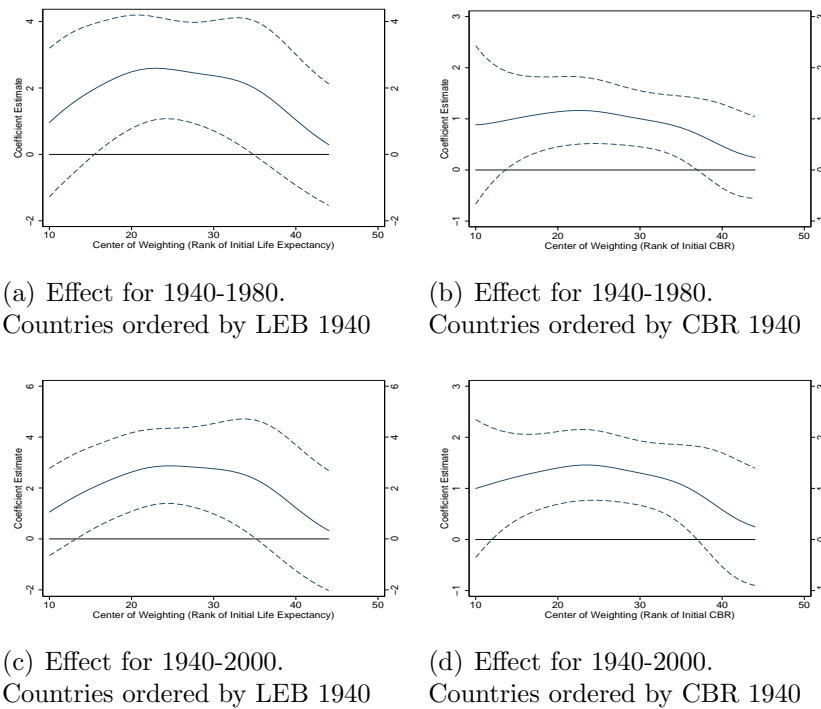 4
4
2
2
0
0
-2
-2
Coefficient Estimate
10 20 30 40 50
Center of Weighting (Rank of Initial Life Expectancy)
3
3
2
2
1
1
0
0
-1
-1
Coefficient Estimate
10 20 30 40 50
Center of Weighting (Rank of Initial CBR)
(a) Effect for 1940-1980.
Countries ordered by LEB 1940
(b) Effect for 1940-1980.
Countries ordered by CBR 1940
6
6
4
4
2
2
0
0
-2
-2
Coefficient Estimate
10 20 30 40 50
Center of Weighting (Rank of Initial Life Expectancy)
3
3
2
2
1
1
0
0
-1
-1
Coefficient Estimate
10 20 30 40 50
Center of Weighting (Rank of Initial CBR)
(c) Effect for 1940-2000.
Countries ordered by LEB 1940
(d) Effect for 1940-2000.
Countries ordered by CBR 1940